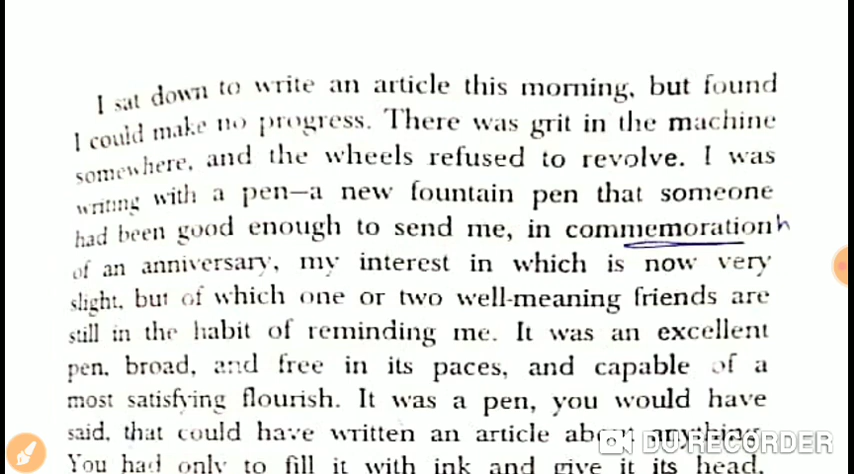 I sat down to write an article this morning, but found
I could make no progress. There was grit in the machine
somewhere, and the wheels refused to revolve. I was
writing with a pen—a new fountain pen that someone
had been good enough to send me, in commemoration
of an anniversary, my interest in which is now very
slight, but of which one or two well-meaning friends are
still in the habit of reminding me. It was an excellent
pen, broad, and free in its paces, and capable of a
most satisfying flourish. It was a pen, you would have
said, that could have written an article about anything.
You had only to fill it with ink and give it its head.
DU RECORDER